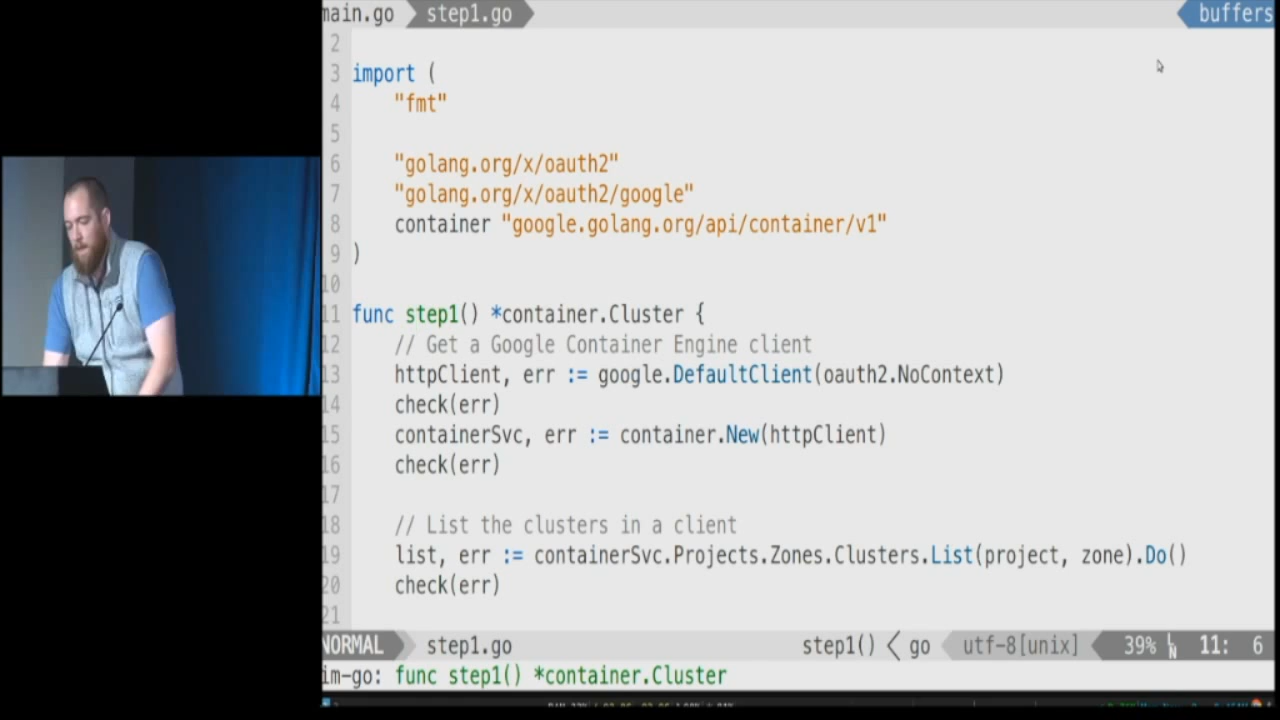 main.go step1.go buffers
2
3 import (
4 "fmt"
5
6 "golang.org/x/oauth2"
7 "golang.org/x/oauth2/google"
8 container "google.golang.org/api/container/v1"
9 )
10
11 func step1() *container.Cluster {
12 // Get a Google Container Engine client
13 httpClient, err := google.DefaultClient(oauth2.NoContext)
14 check(err)
15 containerSvc, err := container.New(httpClient)
16 check(err)
17
18 // List the clusters in a client
19 list, err := containerSvc.Projects.Zones.Clusters.List(project, zone).Do()
20 check(err)
21
NORMAL step1.go step1() go utf-8[unix] 39% LN 11: 6
im-go: func step1() *container.Cluster